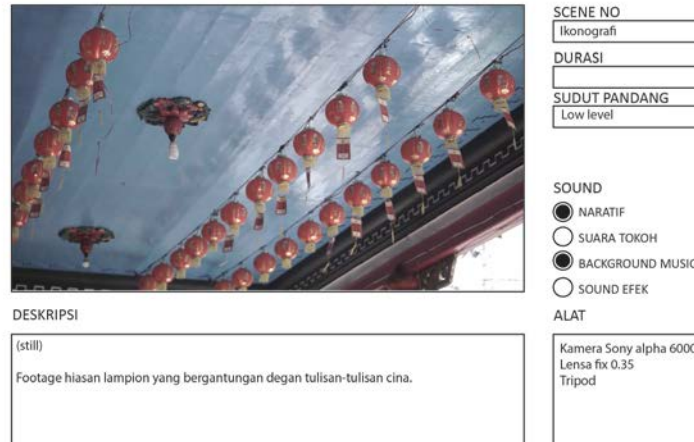 SCENE NO
Ikonografi
DURASI
SUDUT PANDANG
Low level
SOUND
NARATIF
SUARA TOKOH
BACKGROUND MUSIC
SOUND EFEK
DESKRIPSI
(still)
Footage hiasan lampion yang bergantungan degan tulisan-tulisan cina.
ALAT
Kamera Sony alpha 6000
Lensa fix 0.35
Tripod